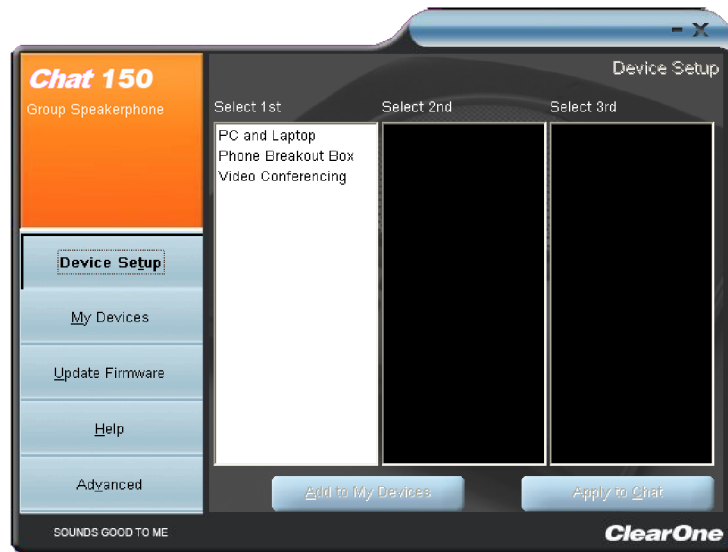 Chat 150
Group Speakerphone
Device Setup
Select 1st
Select 2nd
Select 3rd
PC and Laptop
Phone Breakout Box
Video Conferencing
Device Setup
My Devices
Update Firmware
Help
Advanced
Add to My Devices
Apply to Chat
SOUNDS GOOD TO ME
ClearOne